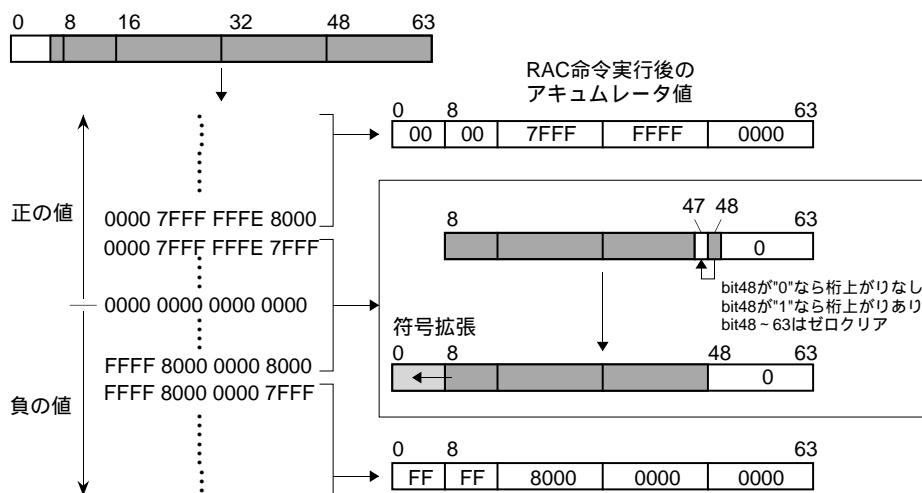 0 8 16 32 48 63
RAC命令実行後の
アキュムレータ値
0 8 63
00 00 7FFF FFFF 0000
正の値
0000 7FFF FFFE 8000
0000 7FFF FFFE 7FFF
0000 0000 0000 0000
FFFF 8000 0000 8000
FFFF 8000 0000 7FFF
負の値
8 47 48 63
0
bit48が"0"なら桁上がりなし
bit48が"1"なら桁上がりあり
bit48 ~ 63はゼロクリア
符号拡張
0 8 48 63
0
0 8 63
FF FF 8000 0000 0000